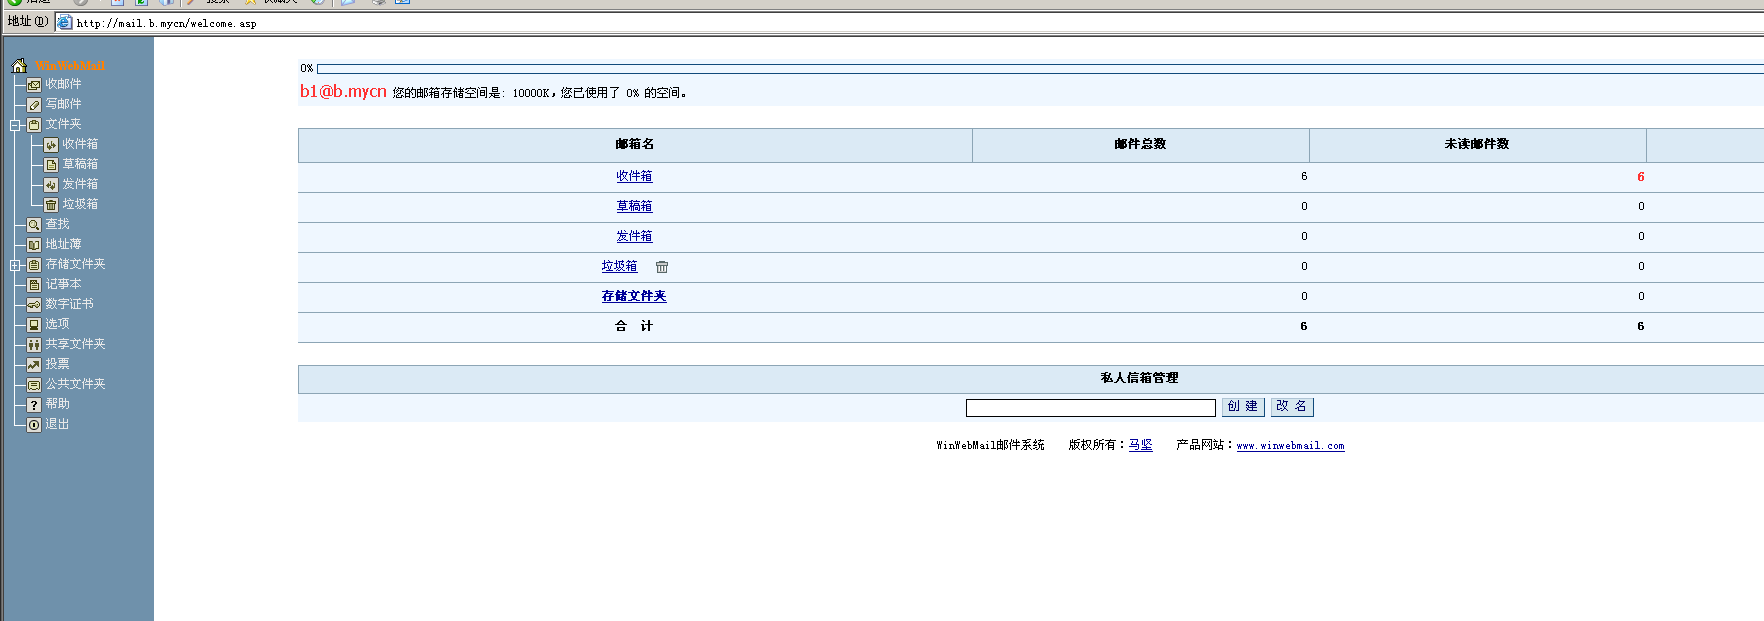 地址(D) http://mail.b.mycn/welcome.asp
WinWebMail
收邮件
写邮件
文件夹
收件箱
草稿箱
发件箱
垃圾箱
查找
地址薄
存储文件夹
记事本
数字证书
选项
共享文件夹
投票
公共文件夹
帮助
退出
0%
b1@b.mycn 您的邮箱存储空间是: 10000K，您已使用了 0% 的空间。
邮箱名 邮件总数 未读邮件数
收件箱 6 6
草稿箱 0 0
发件箱 0 0
垃圾箱 0 0
存储文件夹 0 0
合 计 6 6
私人信箱管理
创 建 改 名
WinWebMail邮件系统 版权所有：马坚 产品网站：www.winwebmail.com